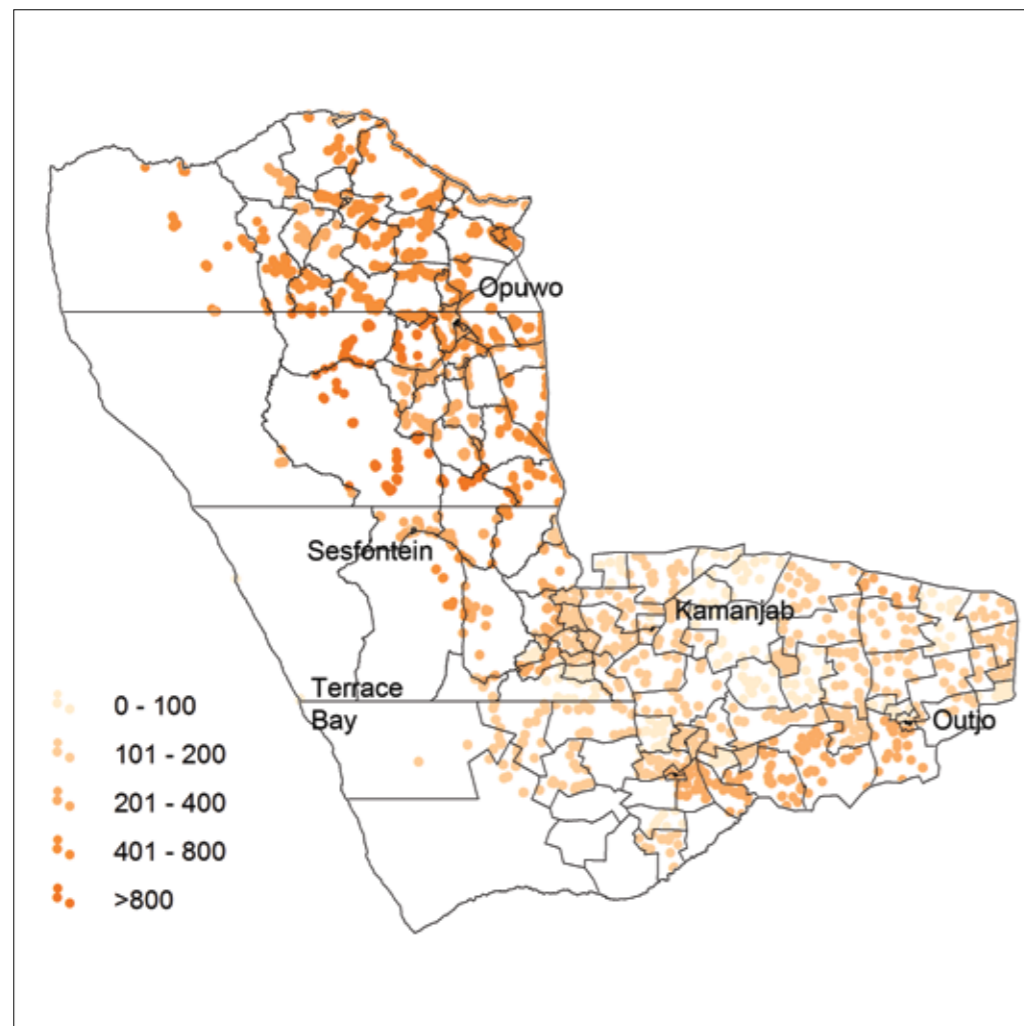 Opuwo
Sesfontein
Kamanjab
Terrace
Bay
Outjo
0 - 100
101 - 200
201 - 400
401 - 800
>800